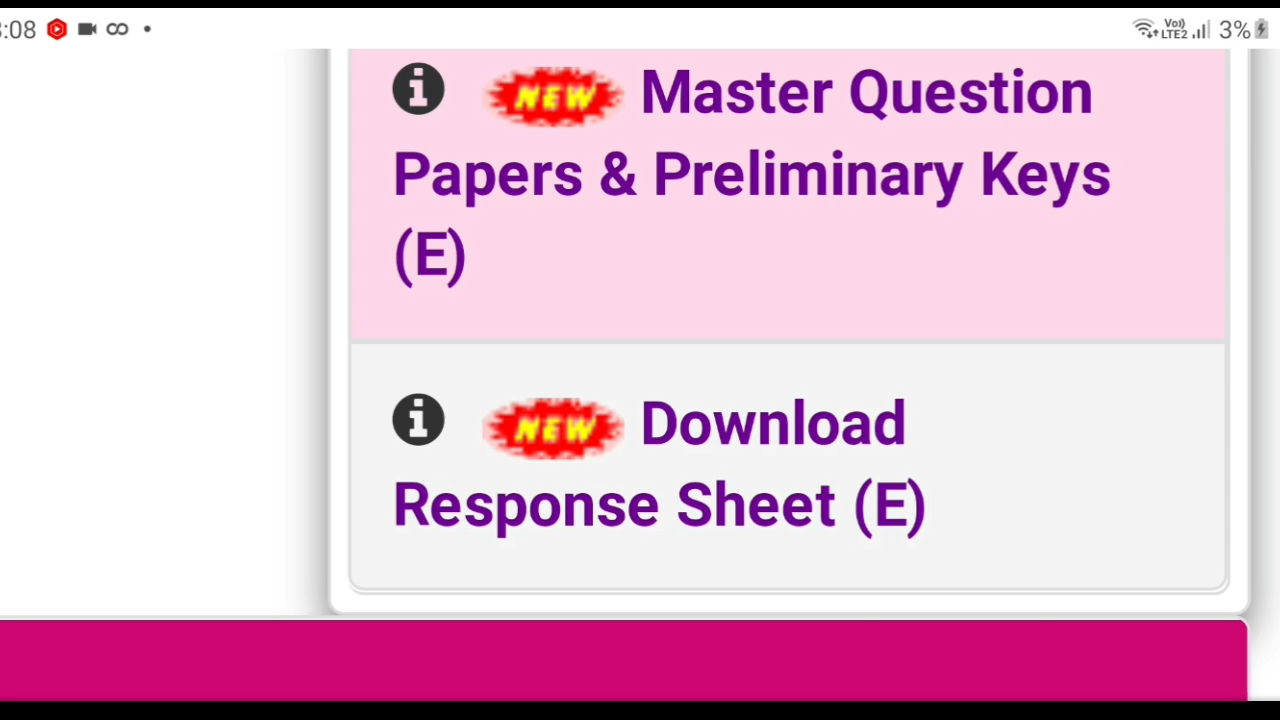 :08
Vo))
LTE2
3%
NEW Master Question
Papers & Preliminary Keys
(E)
NEW Download
Response Sheet (E)